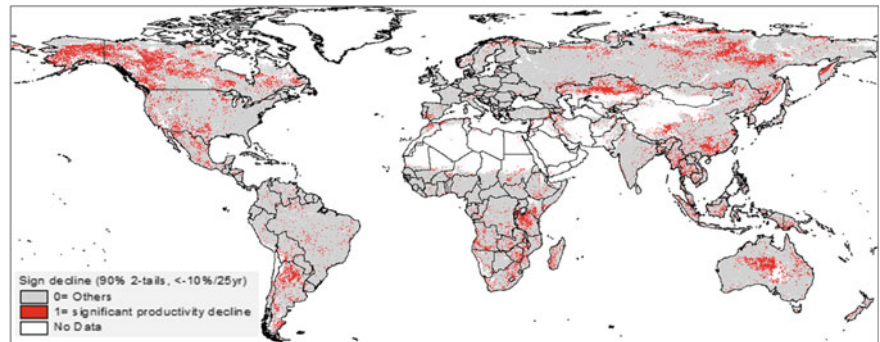 Sign decline (90% 2-tails, <-10%/25yr)
0= Others
1= significant productivity decline
No Data